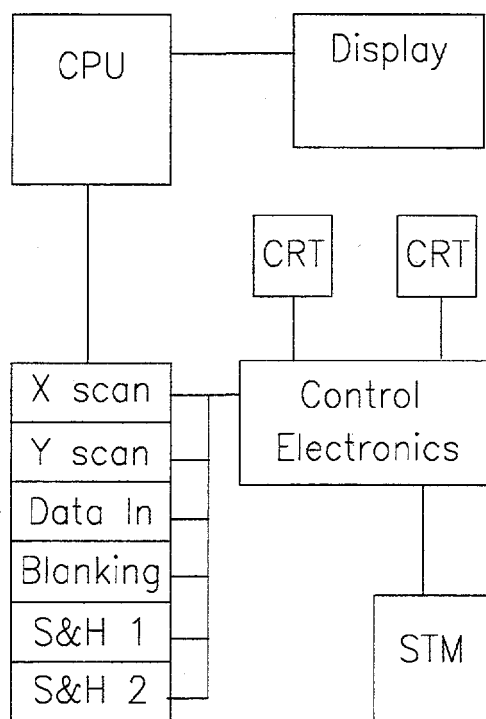 CPU
Display
CRT
CRT
X scan
Y scan
Data In
Blanking
S&H 1
S&H 2
Control
Electronics
STM